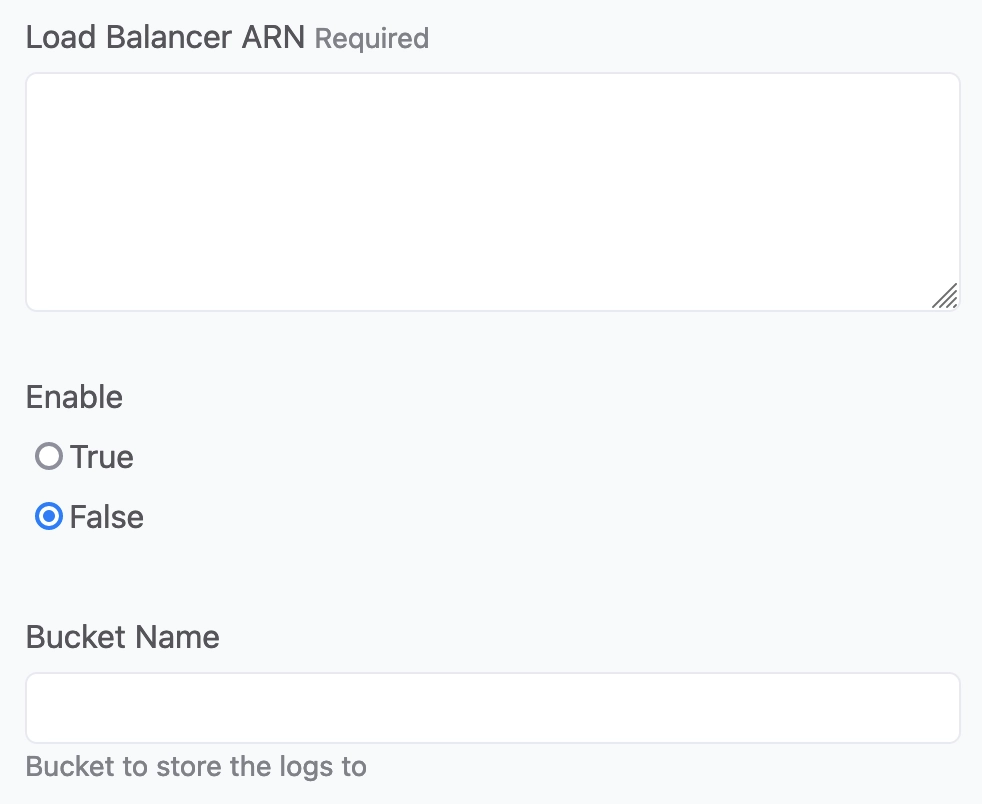 Load Balancer ARN Required
Enable
True
False
Bucket Name
Bucket to store the logs to